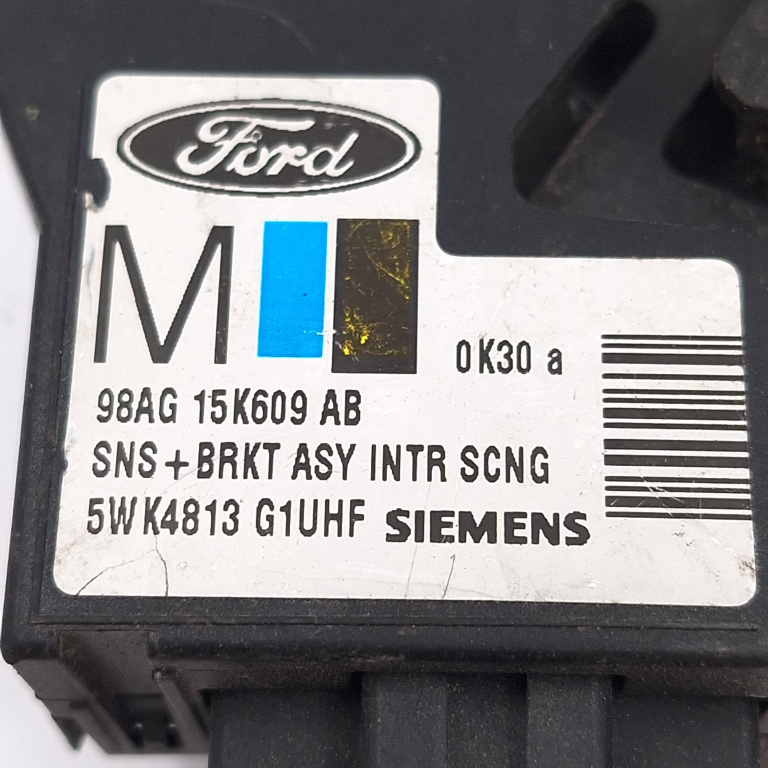 Ford
M
0K30 a
98AG 15K609 AB
SNS + BRKT ASY INTR SCNG
5WK4813 G1UHF SIEMENS